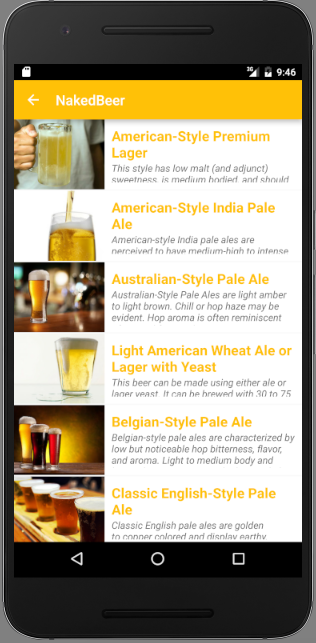 3G 9:46
NakedBeer
American-Style Premium
Lager
This style has low malt (and adjunct)
sweetness, is medium bodied, and should
American-Style India Pale
Ale
American-style India pale ales are
perceived to have medium-high to intense
Australian-Style Pale Ale
Australian-Style Pale Ales are light amber
to light brown. Chill or hop haze may be
evident. Hop aroma is often reminiscent
Light American Wheat Ale or
Lager with Yeast
This beer can be made using either ale or
lager yeast. It can be brewed with 30 to 75
Belgian-Style Pale Ale
Belgian-style pale ales are characterized by
low but noticeable hop bitterness, flavor,
and aroma. Light to medium body and
Classic English-Style Pale
Ale
Classic English pale ales are golden
to copper colored and display earthy